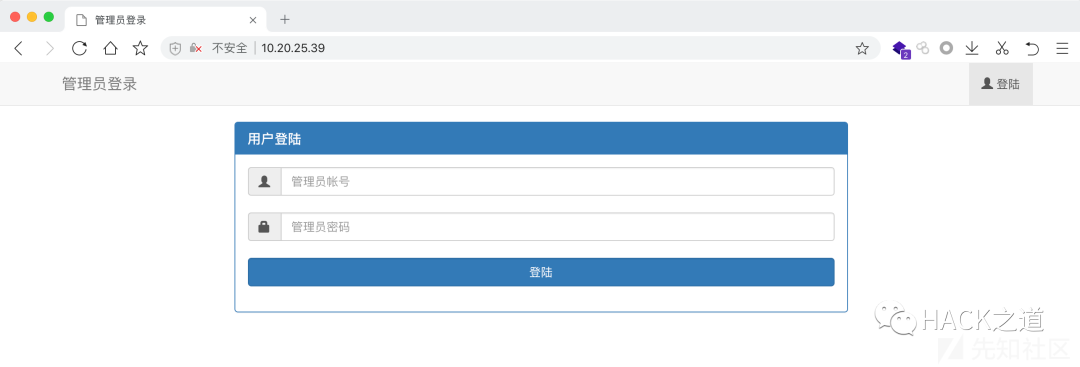 管理员登录
不安全 | 10.20.25.39
2
管理员登录
登陆
用户登陆
管理员帐号
管理员密码
登陆
HACK之道
先知社区